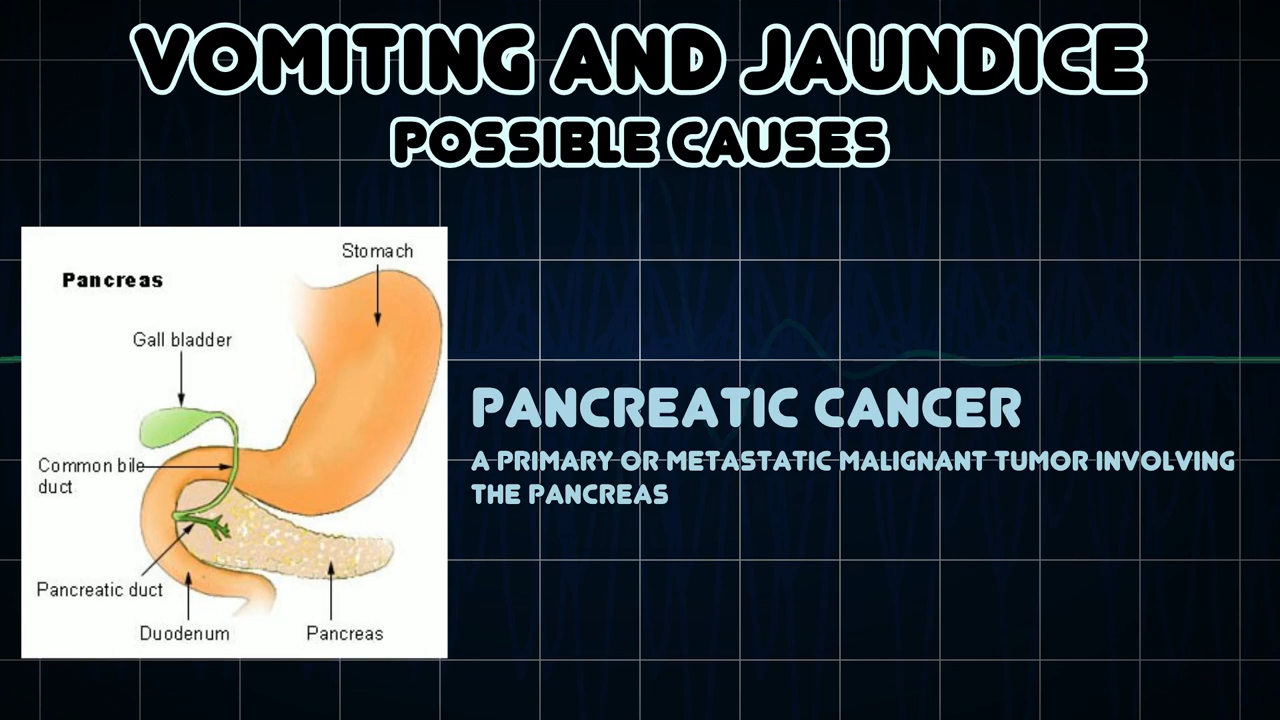 VOMITING AND JAUNDICE
POSSIBLE CAUSES
Stomach
Pancreas
Gall bladder
Common bile
duct
Pancreatic duct
Duodenum
Pancreas
PANCREATIC CANCER
A PRIMARY OR METASTATIC MALIGNANT TUMOR INVOLVING
THE PANCREAS